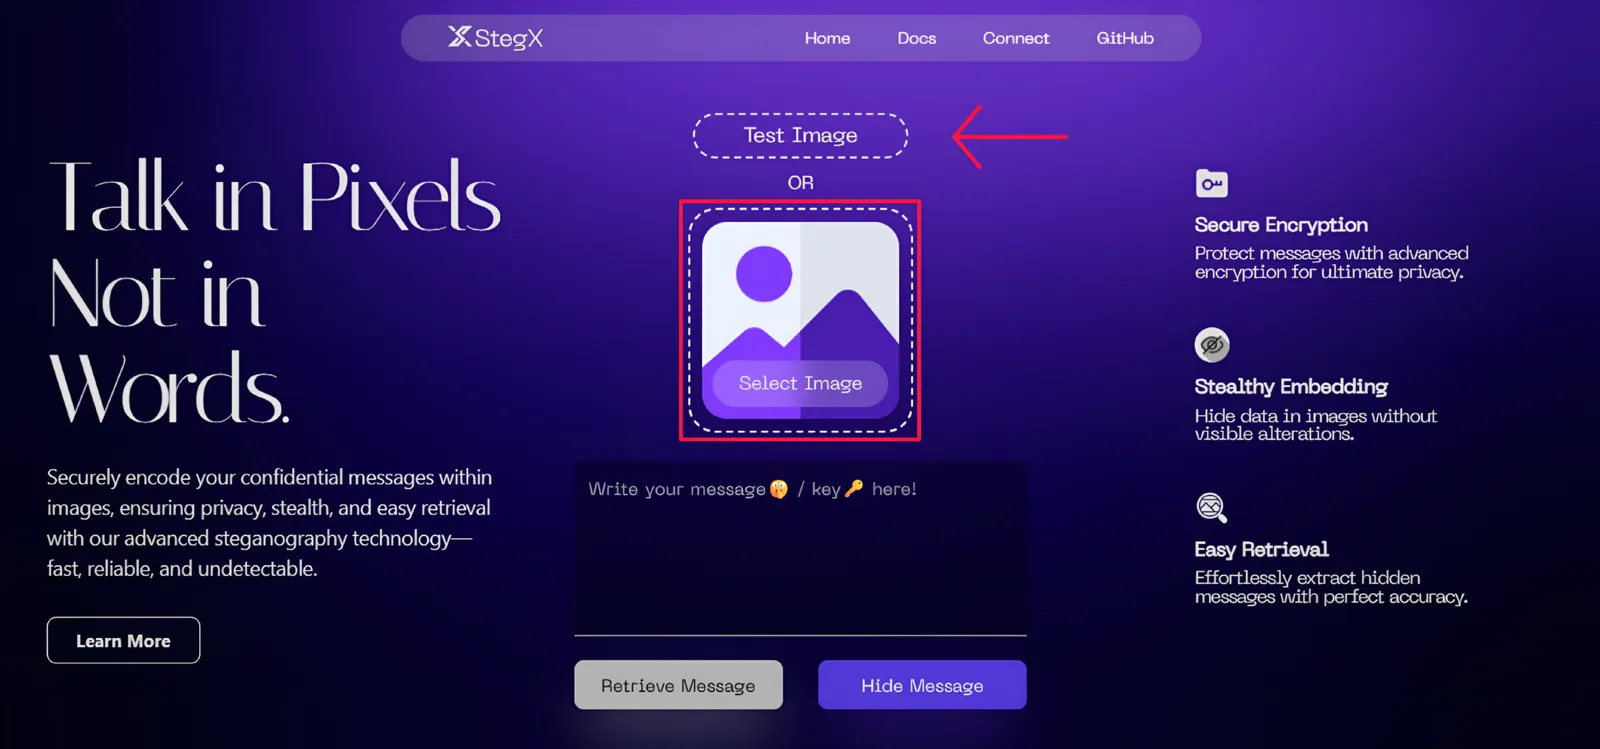 StegX
Home
Docs
Connect
GitHub
Test Image
OR
Select Image
Talk in Pixels
Not in
Words.
Securely encode your confidential messages within
images, ensuring privacy, stealth, and easy retrieval
with our advanced steganography technology—
fast, reliable, and undetectable.
Learn More
Write your message🤫 / key🔑 here!
Retrieve Message
Hide Message
Secure Encryption
Protect messages with advanced
encryption for ultimate privacy.
Stealthy Embedding
Hide data in images without
visible alterations.
Easy Retrieval
Effortlessly extract hidden
messages with perfect accuracy.